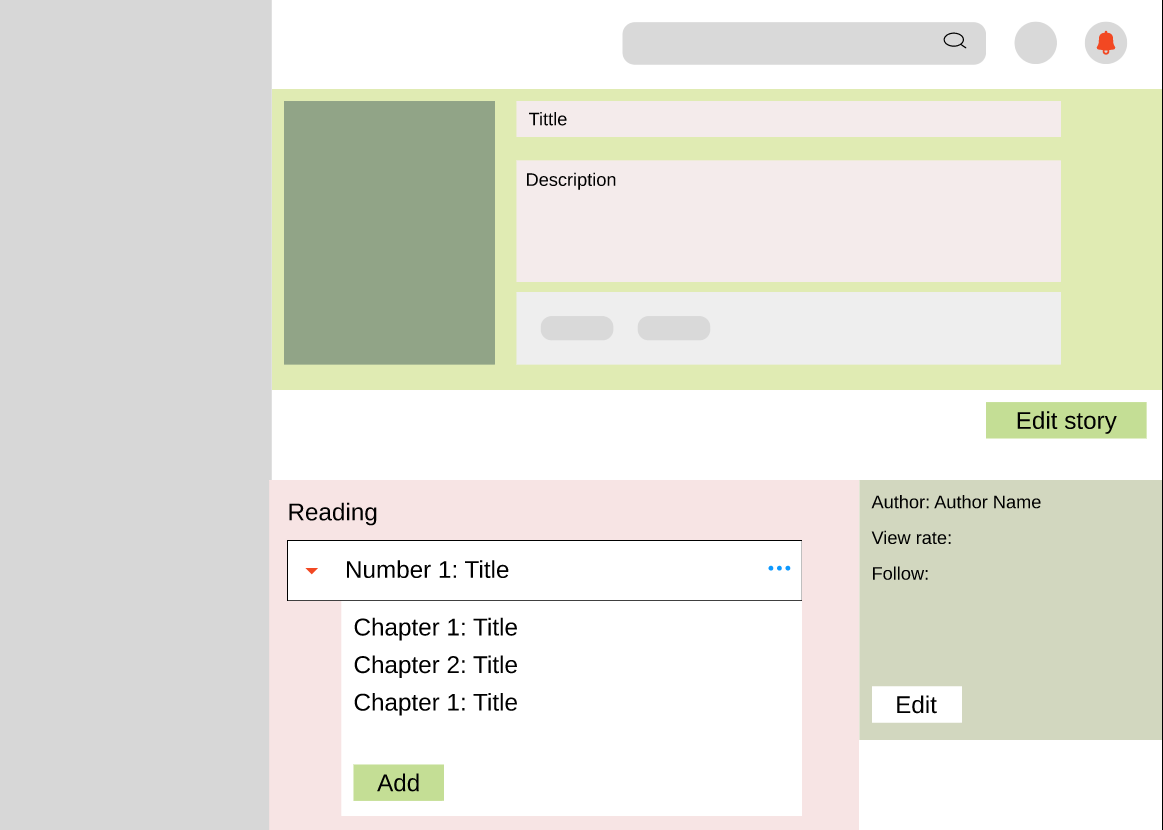 Tittle
Description
Edit story
Reading
Number 1: Title
Chapter 1: Title
Chapter 2: Title
Chapter 1: Title
Add
Author: Author Name
View rate:
Follow:
Edit